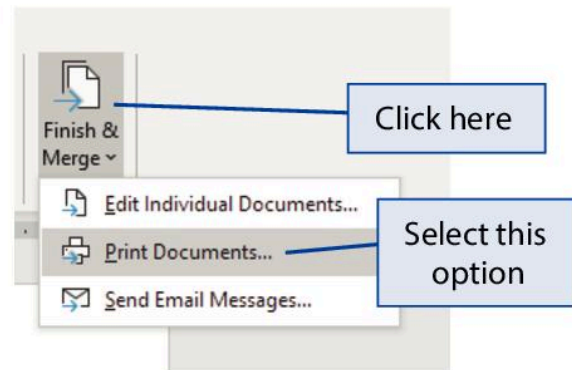 Finish &
Merge
Click here
Edit Individual Documents...
Print Documents...
Select this
option
Send Email Messages...